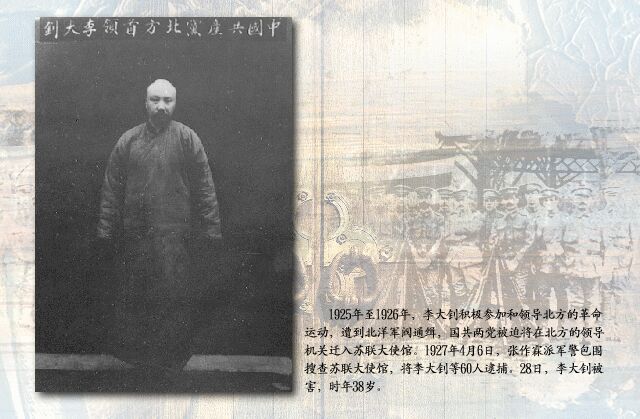 中國共產黨北方首領李大釗
1925年至1926年，李大钊积极参加和领导北方的革命
运动，遭到北洋军阀通缉，国共两党被迫将在北方的领导
机关迁入苏联大使馆。1927年4月6日，张作霖派军警包围
搜查苏联大使馆，将李大钊等60人逮捕。28日，李大钊被
害，时年38岁。